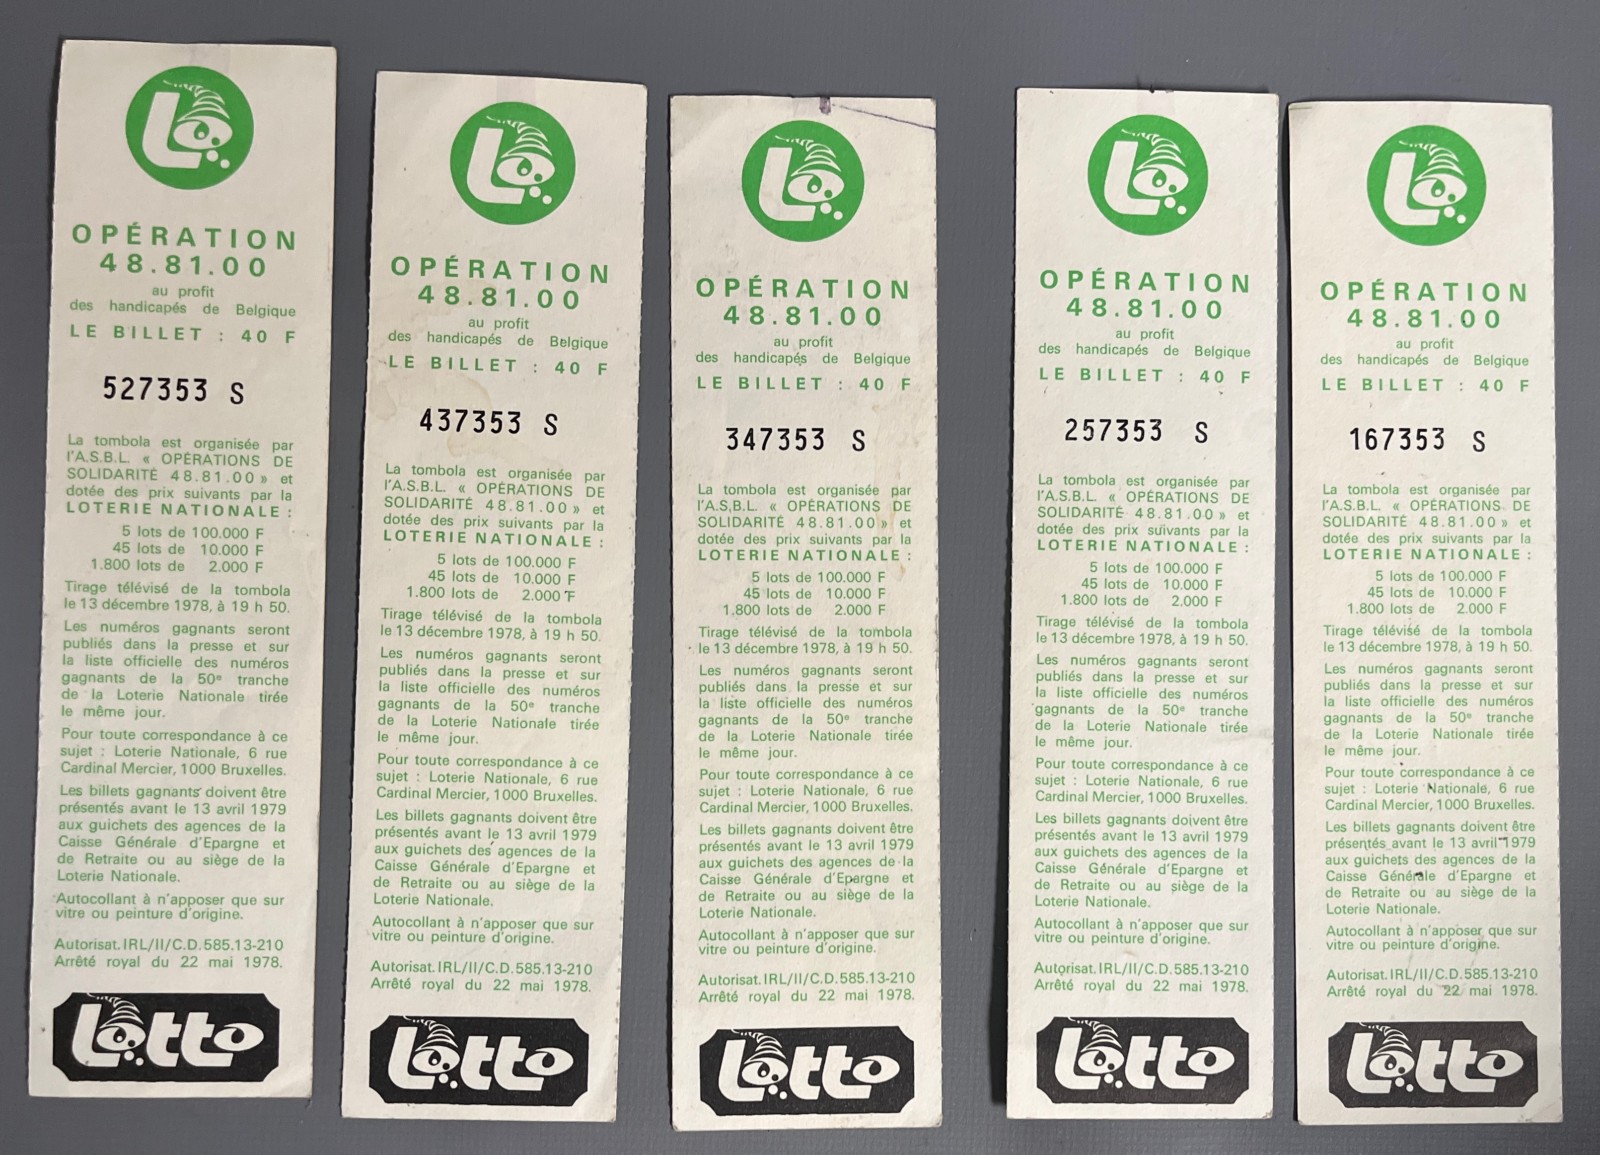 L
OPÉRATION
48.81.00
au profit
des handicapés de Belgique
LE BILLET : 40 F
527353 S
La tombola est organisée par
l'A.S.B.L. « OPÉRATIONS DE
SOLIDARITÉ 48.81.00 » et
dotée des prix suivants par la
LOTERIE NATIONALE :
5 lots de 100.000 F
45 lots de 10.000 F
1.800 lots de 2.000 F
Tirage télévisé de la tombola
le 13 décembre 1978, à 19 h 50.
Les numéros gagnants seront
publiés dans la presse et sur
la liste officielle des numéros
gagnants de la 50e tranche
de la Loterie Nationale tirée
le même jour.
Pour toute correspondance à ce
sujet : Loterie Nationale, 6 rue
Cardinal Mercier, 1000 Bruxelles.
Les billets gagnants doivent être
présentés avant le 13 avril 1979
aux guichets des agences de la
Caisse Générale d'Epargne et
de Retraite ou au siège de la
Loterie Nationale.
Autocollant à n'apposer que sur
vitre ou peinture d'origine.
Autorisat. IRL/II/C.D. 585.13-210
Arrêté royal du 22 mai 1978.
Lotto
L
OPÉRATION
48.81.00
au profit
des handicapés de Belgique
LE BILLET : 40 F
437353 S
La tombola est organisée par
l'A.S.B.L. « OPÉRATIONS DE
SOLIDARITÉ 48.81.00 » et
dotée des prix suivants par la
LOTERIE NATIONALE :
5 lots de 100.000 F
45 lots de 10.000 F
1.800 lots de 2.000 F
Tirage télévisé de la tombola
le 13 décembre 1978, à 19 h 50.
Les numéros gagnants seront
publiés dans la presse et sur
la liste officielle des numéros
gagnants de la 50e tranche
de la Loterie Nationale tirée
le même jour.
Pour toute correspondance à ce
sujet : Loterie Nationale, 6 rue
Cardinal Mercier, 1000 Bruxelles.
Les billets gagnants doivent être
présentés avant le 13 avril 1979
aux guichets des agences de la
Caisse Générale d'Epargne et
de Retraite ou au siège de la
Loterie Nationale.
Autocollant à n'apposer que sur
vitre ou peinture d'origine.
Autorisat. IRL/II/C.D. 585.13-210
Arrêté royal du 22 mai 1978.
Lotto
L
OPÉRATION
48.81.00
au profit
des handicapés de Belgique
LE BILLET : 40 F
347353 S
La tombola est organisée par
l'A.S.B.L. « OPÉRATIONS DE
SOLIDARITÉ 48.81.00 » et
dotée des prix suivants par la
LOTERIE NATIONALE :
5 lots de 100.000 F
45 lots de 10.000 F
1.800 lots de 2.000 F
Tirage télévisé de la tombola
le 13 décembre 1978, à 19 h 50.
Les numéros gagnants seront
publiés dans la presse et sur
la liste officielle des numéros
gagnants de la 50e tranche
de la Loterie Nationale tirée
le même jour.
Pour toute correspondance à ce
sujet : Loterie Nationale, 6 rue
Cardinal Mercier, 1000 Bruxelles.
Les billets gagnants doivent être
présentés avant le 13 avril 1979
aux guichets des agences de la
Caisse Générale d'Epargne et
de Retraite ou au siège de la
Loterie Nationale.
Autocollant à n'apposer que sur
vitre ou peinture d'origine.
Autorisat. IRL/II/C.D. 585.13-210
Arrêté royal du 22 mai 1978.
Lotto
L
OPÉRATION
48.81.00
au profit
des handicapés de Belgique
LE BILLET : 40 F
257353 S
La tombola est organisée par
l'A.S.B.L. « OPÉRATIONS DE
SOLIDARITÉ 48.81.00 » et
dotée des prix suivants par la
LOTERIE NATIONALE :
5 lots de 100.000 F
45 lots de 10.000 F
1.800 lots de 2.000 F
Tirage télévisé de la tombola
le 13 décembre 1978, à 19 h 50.
Les numéros gagnants seront
publiés dans la presse et sur
la liste officielle des numéros
gagnants de la 50e tranche
de la Loterie Nationale tirée
le même jour.
Pour toute correspondance à ce
sujet : Loterie Nationale, 6 rue
Cardinal Mercier, 1000 Bruxelles.
Les billets gagnants doivent être
présentés avant le 13 avril 1979
aux guichets des agences de la
Caisse Générale d'Epargne et
de Retraite ou au siège de la
Loterie Nationale.
Autocollant à n'apposer que sur
vitre ou peinture d'origine.
Autorisat. IRL/II/C.D. 585.13-210
Arrêté royal du 22 mai 1978.
Lotto
L
OPÉRATION
48.81.00
au profit
des handicapés de Belgique
LE BILLET : 40 F
167353 S
La tombola est organisée par
l'A.S.B.L. « OPÉRATIONS DE
SOLIDARITÉ 48.81.00 » et
dotée des prix suivants par la
LOTERIE NATIONALE :
5 lots de 100.000 F
45 lots de 10.000 F
1.800 lots de 2.000 F
Tirage télévisé de la tombola
le 13 décembre 1978, à 19 h 50.
Les numéros gagnants seront
publiés dans la presse et sur
la liste officielle des numéros
gagnants de la 50e tranche
de la Loterie Nationale tirée
le même jour.
Pour toute correspondance à ce
sujet : Loterie Nationale, 6 rue
Cardinal Mercier, 1000 Bruxelles.
Les billets gagnants doivent être
présentés avant le 13 avril 1979
aux guichets des agences de la
Caisse Générale d'Epargne et
de Retraite ou au siège de la
Loterie Nationale.
Autocollant à n'apposer que sur
vitre ou peinture d'origine.
Autorisat. IRL/II/C.D. 585.13-210
Arrêté royal du 22 mai 1978.
Lotto